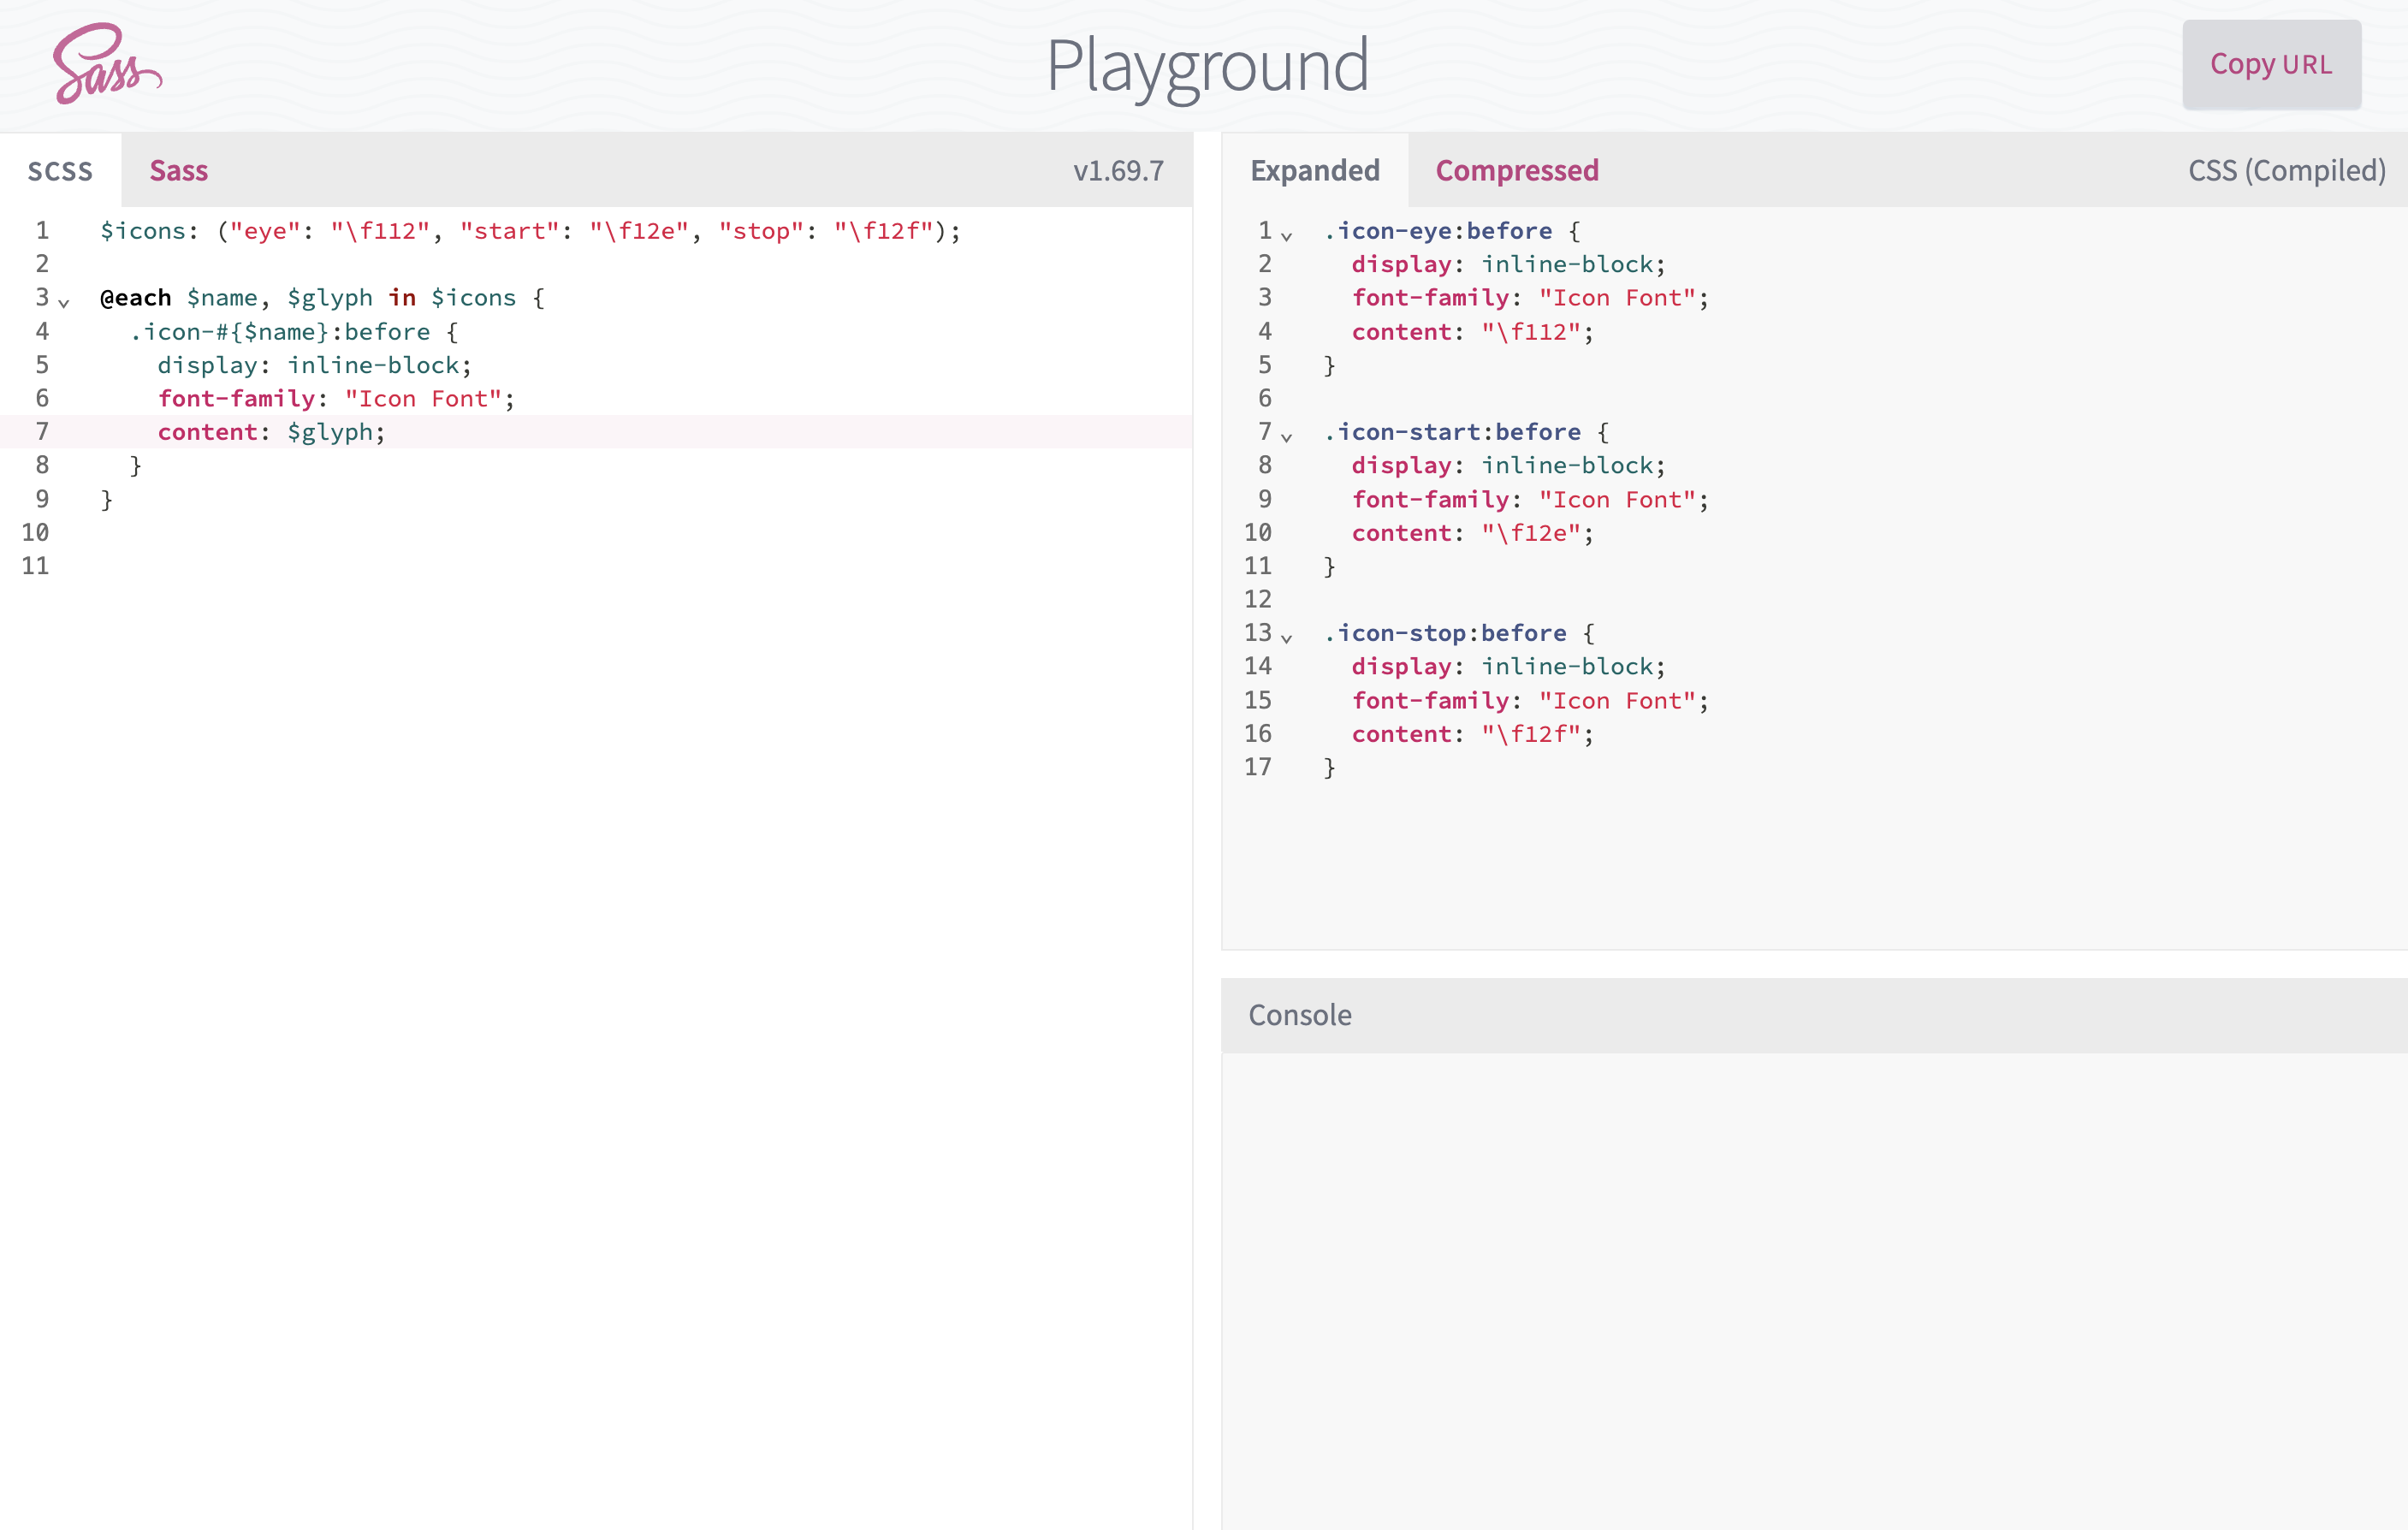 Sass
Playground
Copy URL
SCSS
Sass
v1.69.7
1 $icons: ("eye": "\f112", "start": "\f12e", "stop": "\f12f");
2
3 @each $name, $glyph in $icons {
4   .icon-#{$name}:before {
5     display: inline-block;
6     font-family: "Icon Font";
7     content: $glyph;
8   }
9 }
10
11
Expanded
Compressed
CSS (Compiled)
1 .icon-eye:before {
2   display: inline-block;
3   font-family: "Icon Font";
4   content: "\f112";
5 }
6
7 .icon-start:before {
8   display: inline-block;
9   font-family: "Icon Font";
10   content: "\f12e";
11 }
12
13 .icon-stop:before {
14   display: inline-block;
15   font-family: "Icon Font";
16   content: "\f12f";
17 }
Console